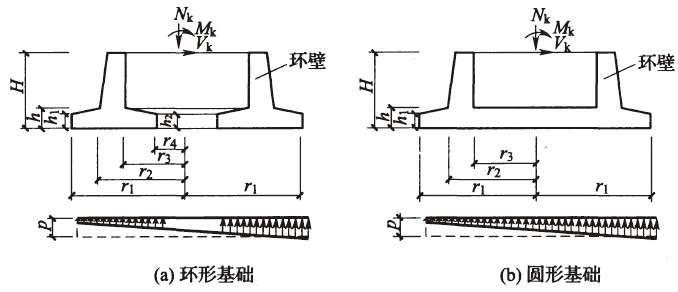 N_k
M_k
V_k
环壁
H
h
h_1
h_2
r_4
r_3
r_2
r_1
r_1
p
(a) 环形基础
N_k
M_k
V_k
环壁
H
h
h_1
r_3
r_2
r_1
r_1
p
(b) 圆形基础